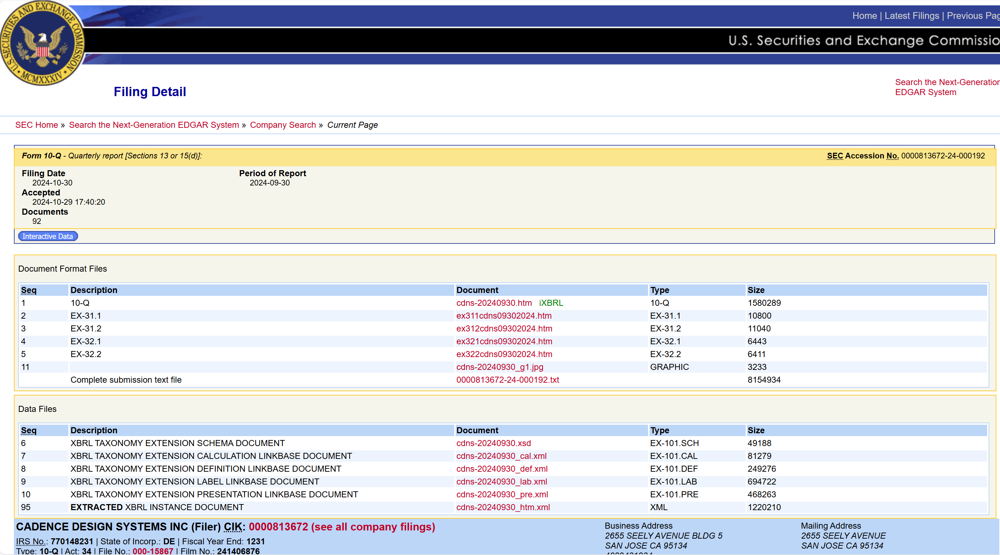 U.S. SECURITIES AND EXCHANGE COMMISSION
MCMXXXIV
Home | Latest Filings | Previous Pag
U.S. Securities and Exchange Commissio
Filing Detail
Search the Next-Generation
EDGAR System
SEC Home » Search the Next-Generation EDGAR System » Company Search » Current Page
Form 10-Q - Quarterly report [Sections 13 or 15(d)]: SEC Accession No. 0000813672-24-000192
Filing Date
2024-10-30
Accepted
2024-10-29 17:40:20
Documents
92
Period of Report
2024-09-30
Interactive Data
Document Format Files
Seq Description Document Type Size
1 10-Q cdns-20240930.htm iXBRL 10-Q 1580289
2 EX-31.1 ex311cdns09302024.htm EX-31.1 10800
3 EX-31.2 ex312cdns09302024.htm EX-31.2 11040
4 EX-32.1 ex321cdns09302024.htm EX-32.1 6443
5 EX-32.2 ex322cdns09302024.htm EX-32.2 6411
11 cdns-20240930_g1.jpg GRAPHIC 3233
Complete submission text file 0000813672-24-000192.txt 8154934
Data Files
Seq Description Document Type Size
6 XBRL TAXONOMY EXTENSION SCHEMA DOCUMENT cdns-20240930.xsd EX-101.SCH 49188
7 XBRL TAXONOMY EXTENSION CALCULATION LINKBASE DOCUMENT cdns-20240930_cal.xml EX-101.CAL 81279
8 XBRL TAXONOMY EXTENSION DEFINITION LINKBASE DOCUMENT cdns-20240930_def.xml EX-101.DEF 249276
9 XBRL TAXONOMY EXTENSION LABEL LINKBASE DOCUMENT cdns-20240930_lab.xml EX-101.LAB 694722
10 XBRL TAXONOMY EXTENSION PRESENTATION LINKBASE DOCUMENT cdns-20240930_pre.xml EX-101.PRE 468263
95 EXTRACTED XBRL INSTANCE DOCUMENT cdns-20240930_htm.xml XML 1220210
CADENCE DESIGN SYSTEMS INC (Filer) CIK: 0000813672 (see all company filings)
IRS No.: 770148231 | State of Incorp.: DE | Fiscal Year End: 1231
Type: 10-Q | Act: 34 | File No.: 000-15867 | Film No.: 241406876
Business Address
2655 SEELY AVENUE BLDG 5
SAN JOSE CA 95134
Mailing Address
2655 SEELY AVENUE
SAN JOSE CA 95134